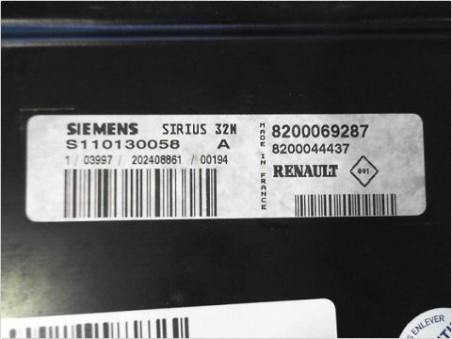 SIEMENS SIRIUS 32N
S110130058 A
1 / 03997 / 202408861 / 00194
MADE IN FRANCE
8200069287
8200044437
RENAULT 001
ENLEVER